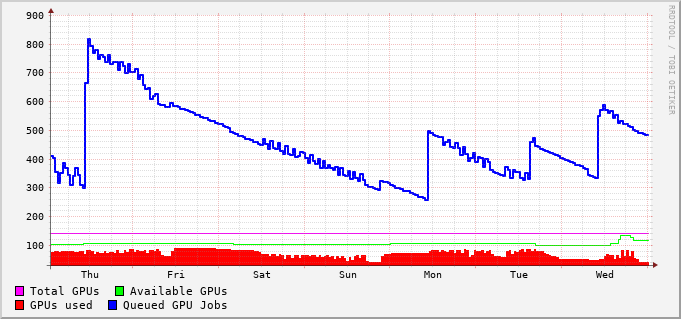 900
800
700
600
500
400
300
200
100
Thu Fri Sat Sun Mon Tue Wed
Total GPUs Available GPUs
GPUs used Queued GPU Jobs
RRDTOOL / TOBI OETIKER